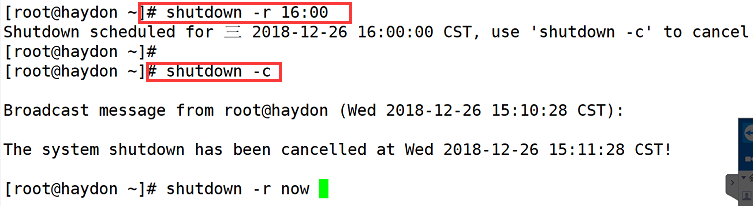 [root@haydon ~]# shutdown -r 16:00
Shutdown scheduled for 三 2018-12-26 16:00:00 CST, use 'shutdown -c' to cancel
[root@haydon ~]#
[root@haydon ~]# shutdown -c
Broadcast message from root@haydon (Wed 2018-12-26 15:10:28 CST):
The system shutdown has been cancelled at Wed 2018-12-26 15:11:28 CST!
[root@haydon ~]# shutdown -r now